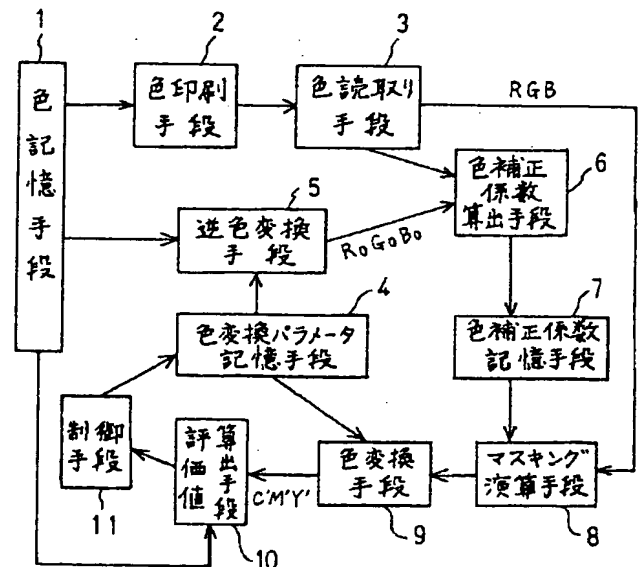 1
色記憶手段
2
色印刷
手段
3
色読取り
手段
RGB
色補正
係数
算出手段
6
5
逆色変換
手段
R₀G₀B₀
4
色変換パラメータ
記憶手段
7
色補正係数
記憶手段
制御
手段
11
評価値
算出手段
10
C'M'Y'
色変換
手段
9
マスキング
演算手段
8